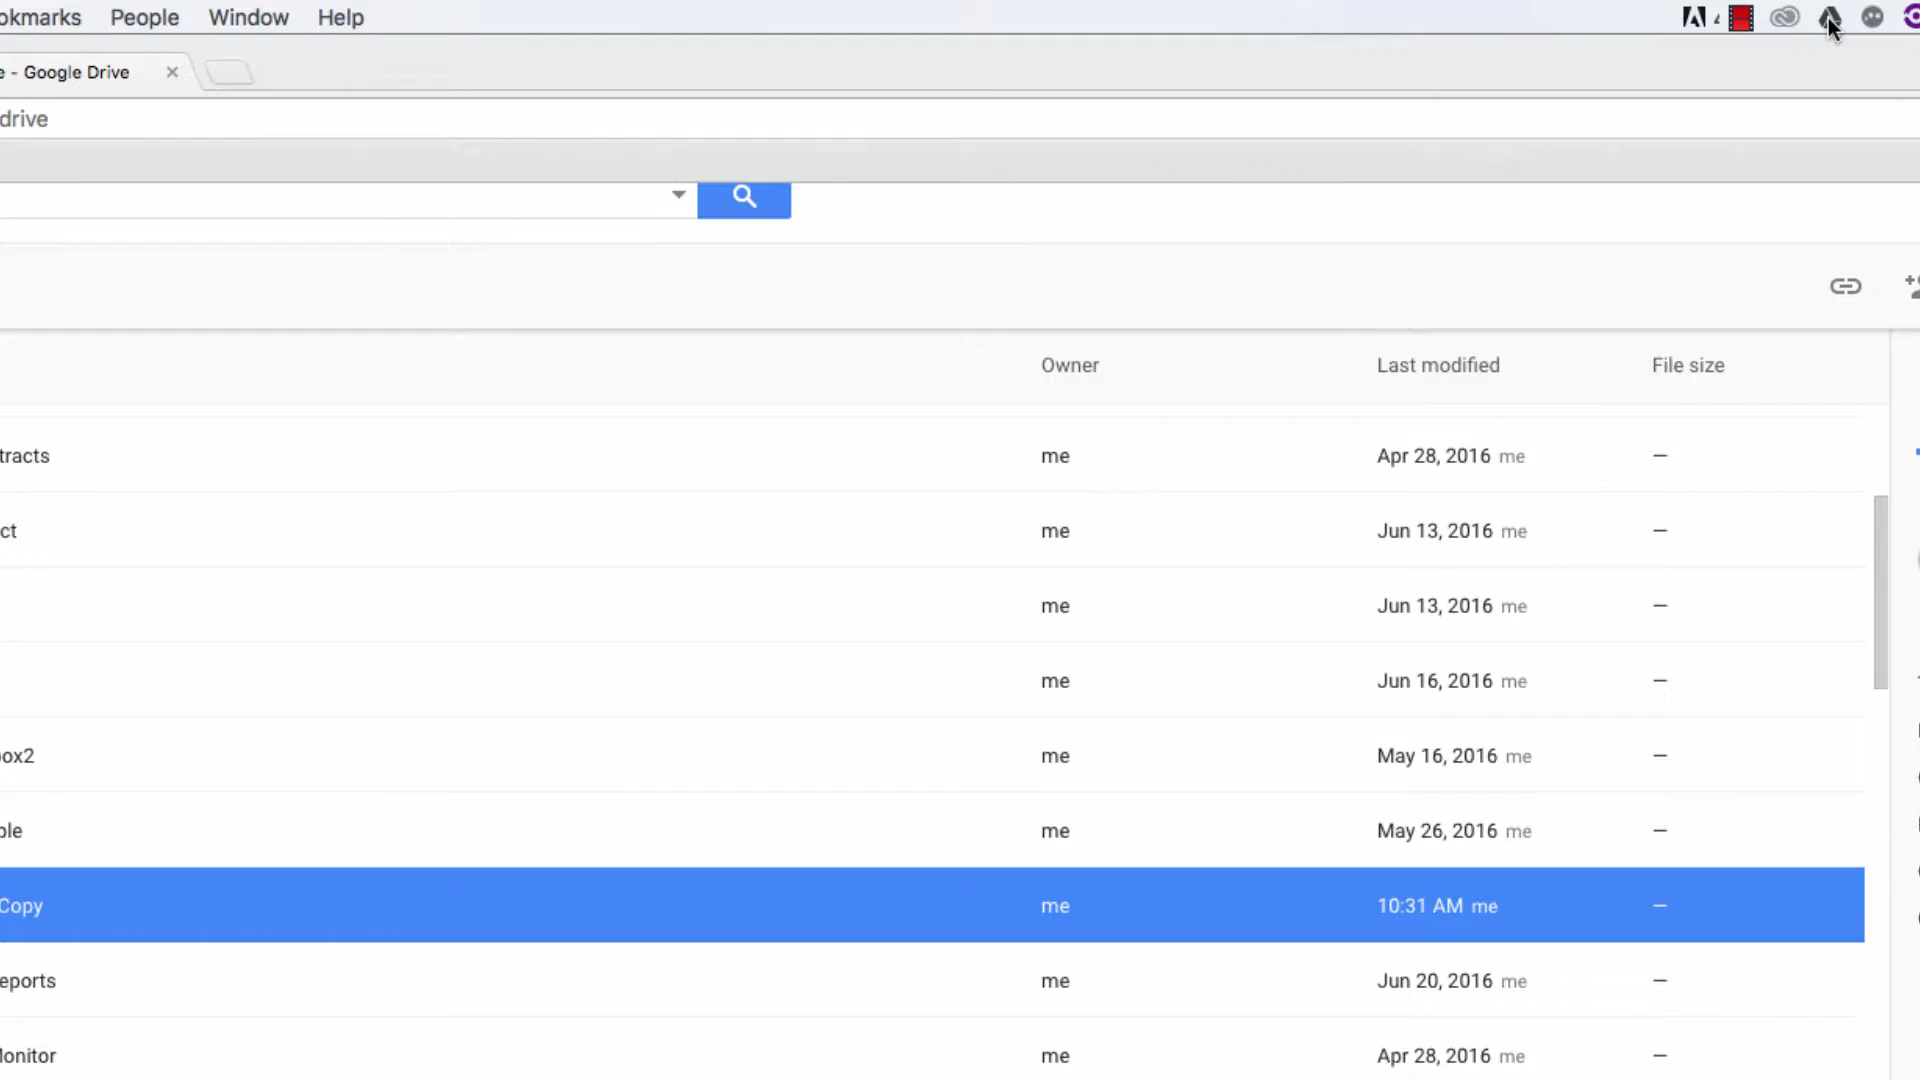 okmarks People Window Help
e - Google Drive
drive
Owner Last modified File size
tracts me Apr 28, 2016 me —
ct me Jun 13, 2016 me —
me Jun 13, 2016 me —
me Jun 16, 2016 me —
box2 me May 16, 2016 me —
ple me May 26, 2016 me —
Copy me 10:31 AM me —
eports me Jun 20, 2016 me —
Monitor me Apr 28, 2016 me —